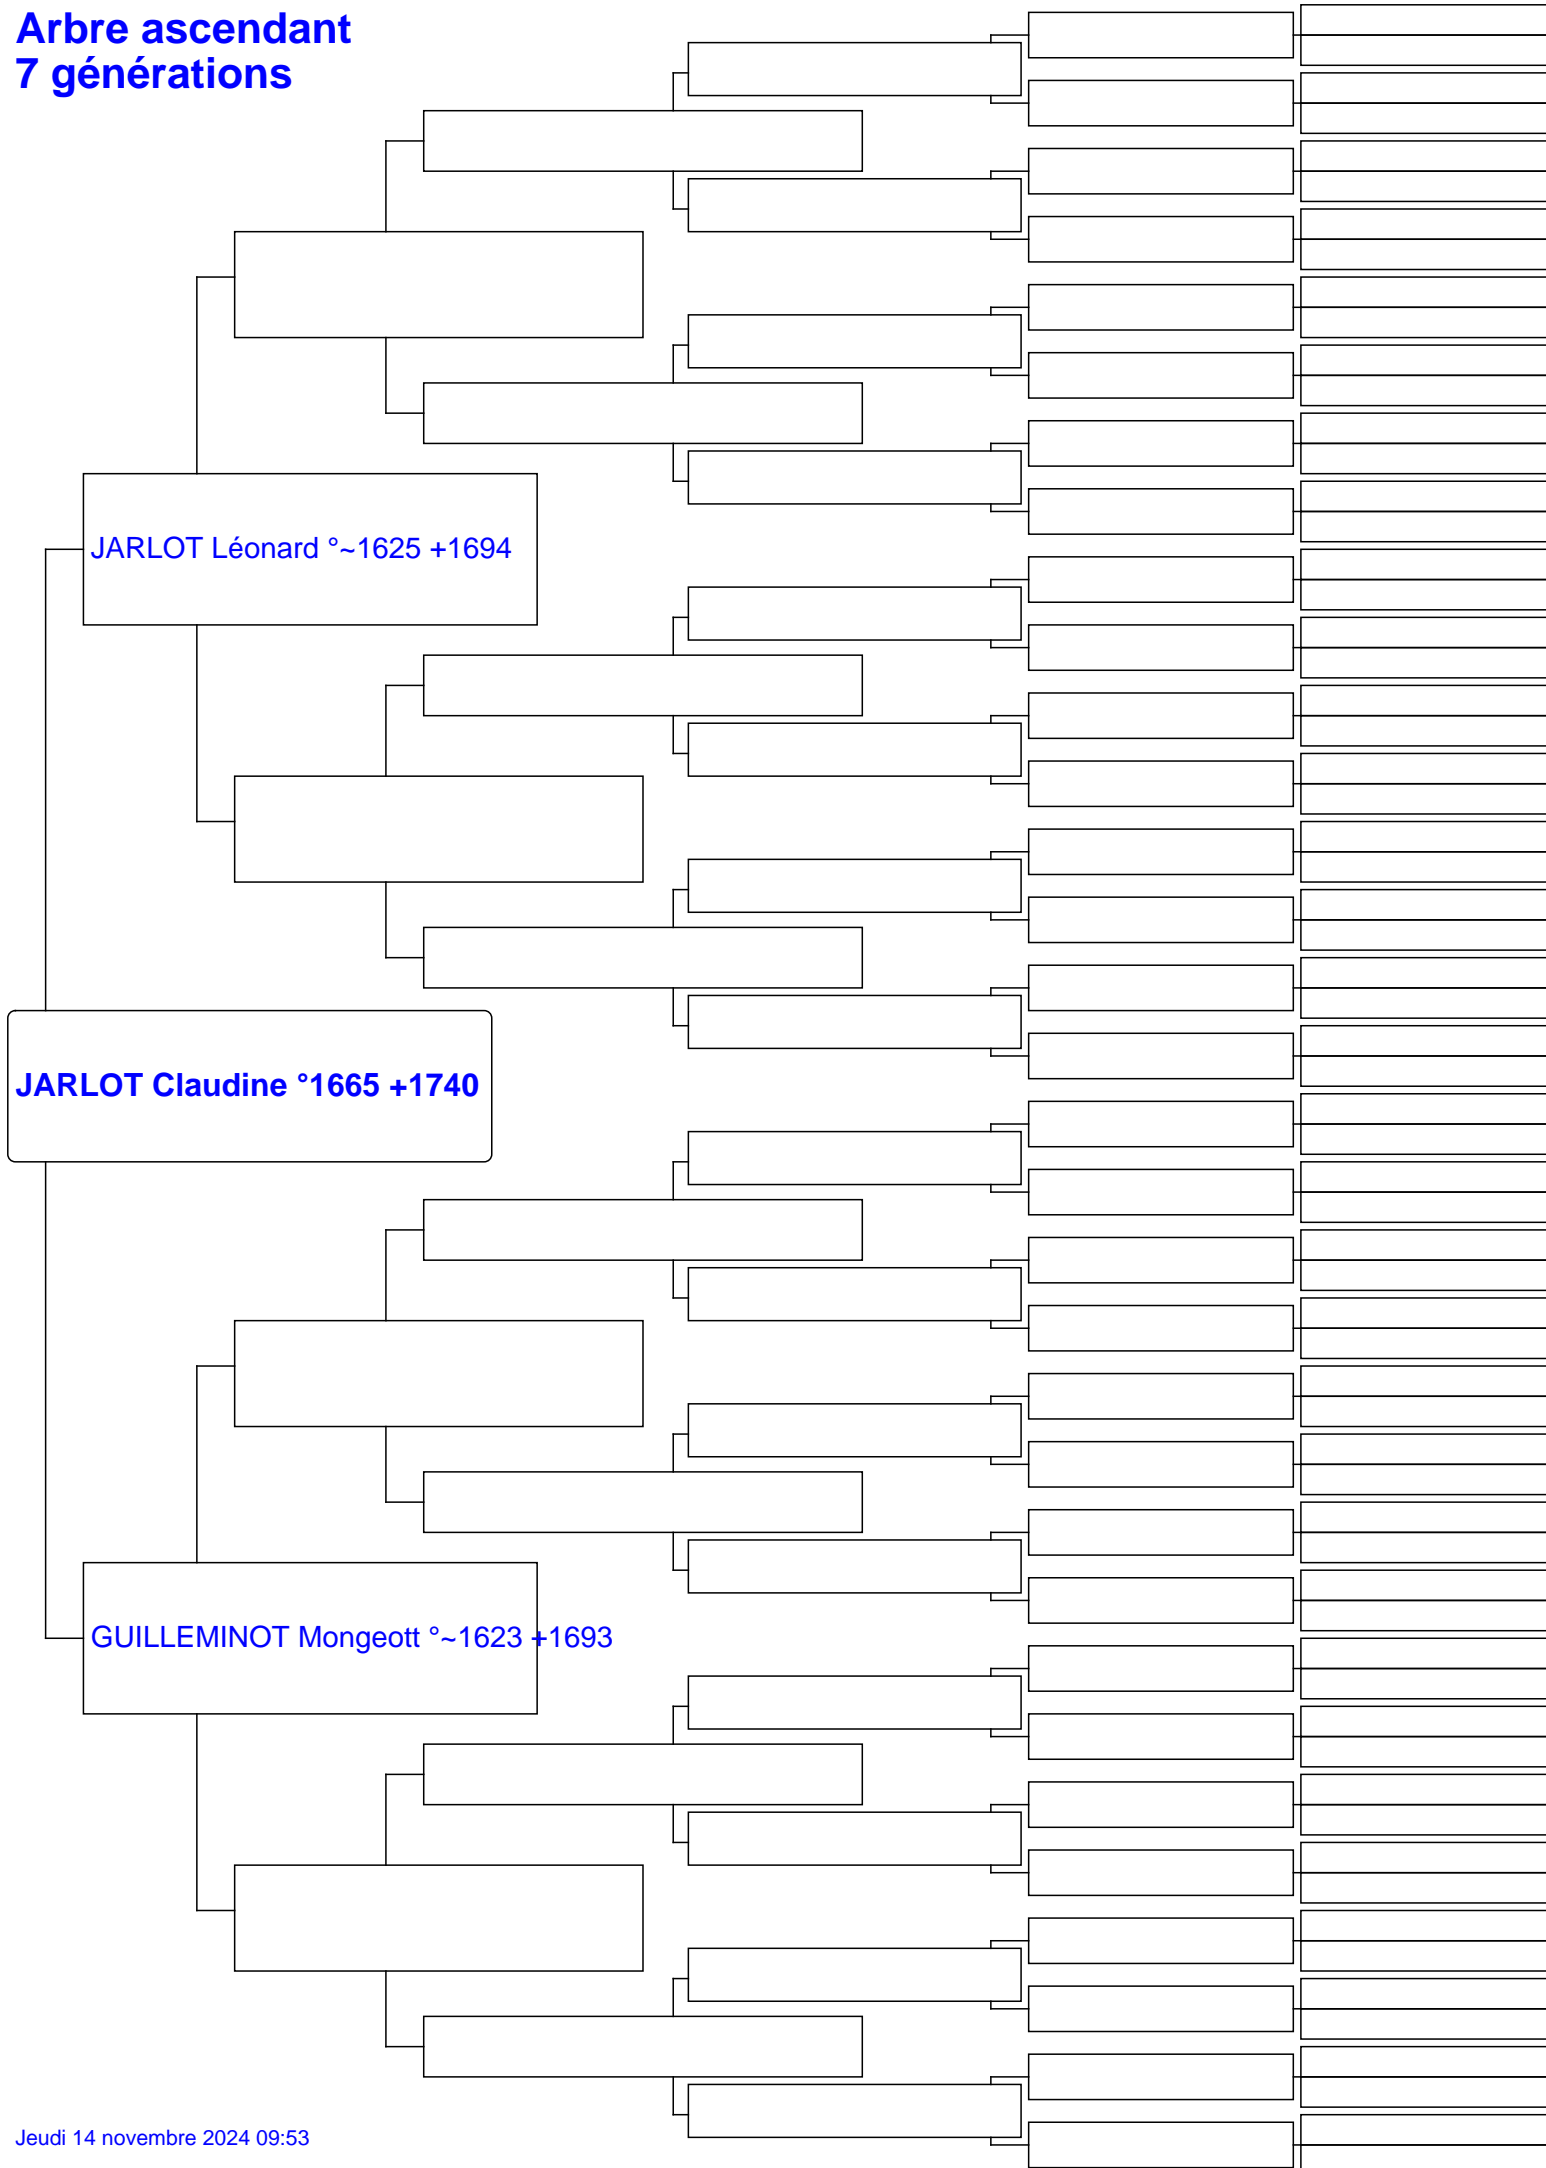 Arbre ascendant
7 générations
JARLOT Léonard °~1625 +1694
JARLOT Claudine °1665 +1740
GUILLEMINOT Mongeott °~1623 +1693
Jeudi 14 novembre 2024 09:53